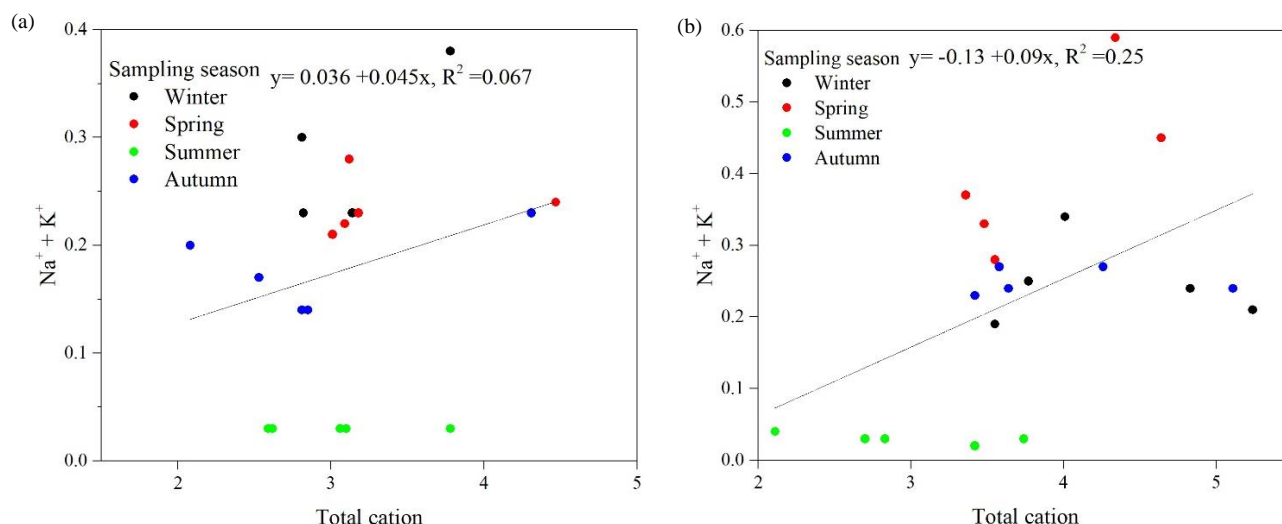 (a)
0.4
0.3
0.2
0.1
0.0
Na⁺ + K⁺
Sampling season
y= 0.036 +0.045x, R² =0.067
Winter
Spring
Summer
Autumn
2 3 4 5
Total cation
(b)
0.6
0.5
0.4
0.3
0.2
0.1
0.0
Na⁺ + K⁺
Sampling season
y= -0.13 +0.09x, R² =0.25
Winter
Spring
Summer
Autumn
2 3 4 5
Total cation